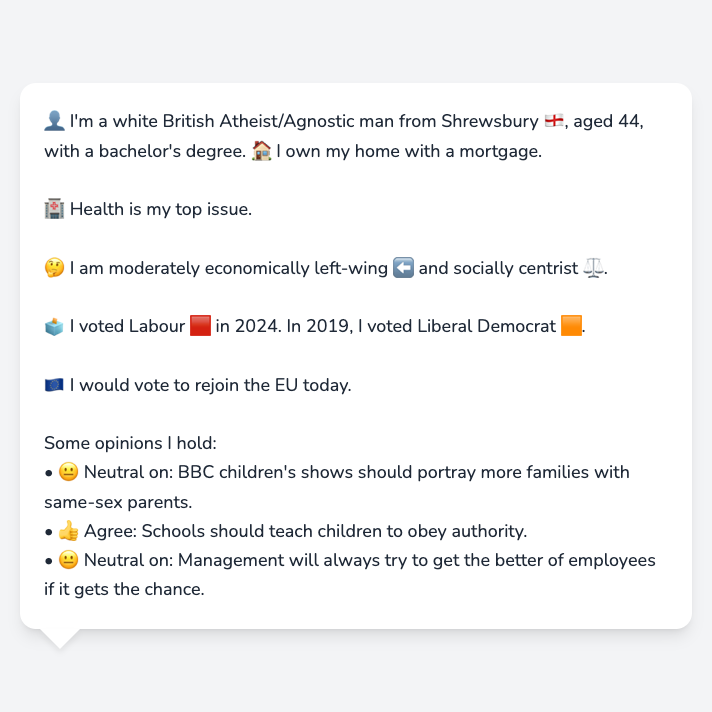 👤 I'm a white British Atheist/Agnostic man from Shrewsbury 🏴󠁧󠁢󠁥󠁮󠁧󠁿, aged 44,
with a bachelor's degree. 🏠 I own my home with a mortgage.
🏥 Health is my top issue.
🤔 I am moderately economically left-wing ⬅️ and socially centrist ⚖️.
🗳️ I voted Labour 🟥 in 2024. In 2019, I voted Liberal Democrat 🟧.
🇪🇺 I would vote to rejoin the EU today.
Some opinions I hold:
• 😐 Neutral on: BBC children's shows should portray more families with
same-sex parents.
• 👍 Agree: Schools should teach children to obey authority.
• 😐 Neutral on: Management will always try to get the better of employees
if it gets the chance.